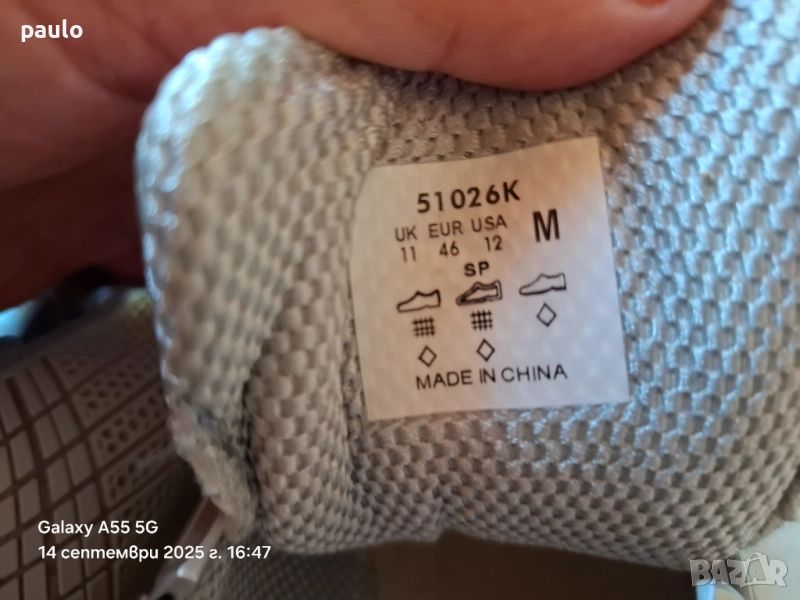 paulo
51026K
UK EUR USA M
11 46 12
SP
MADE IN CHINA
Galaxy A55 5G
14 септември 2025 г. 16:47
BAZAR